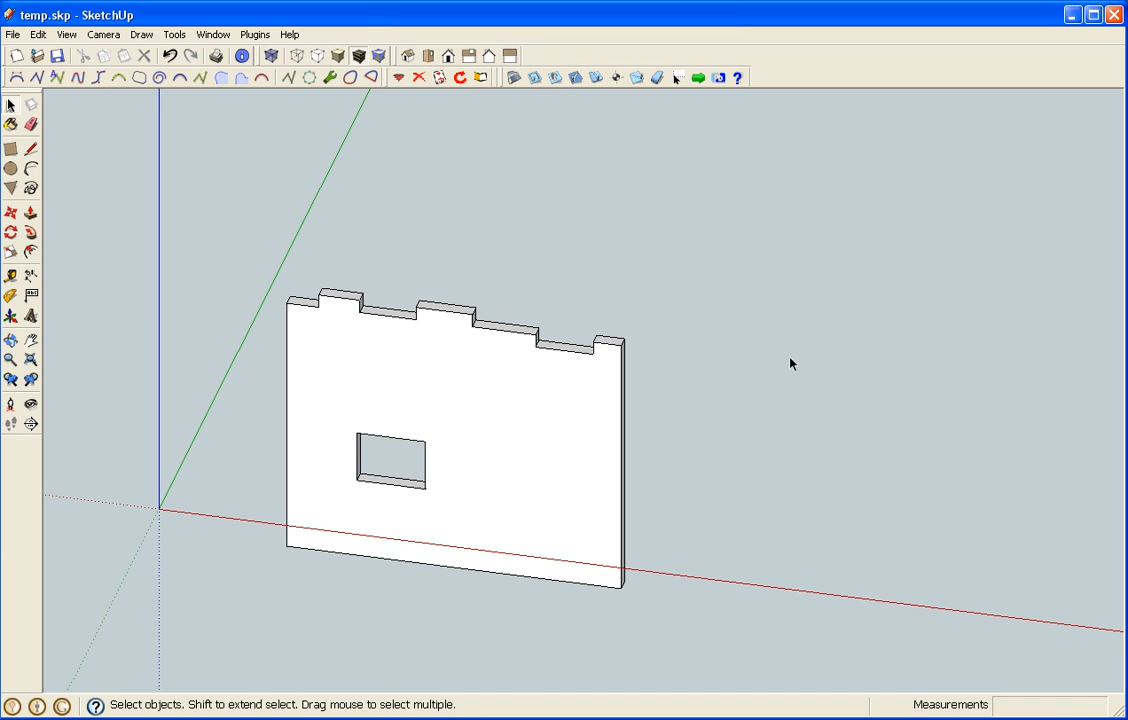 temp.skp - SketchUp
File Edit View Camera Draw Tools Window Plugins Help
Select objects. Shift to extend select. Drag mouse to select multiple.
Measurements